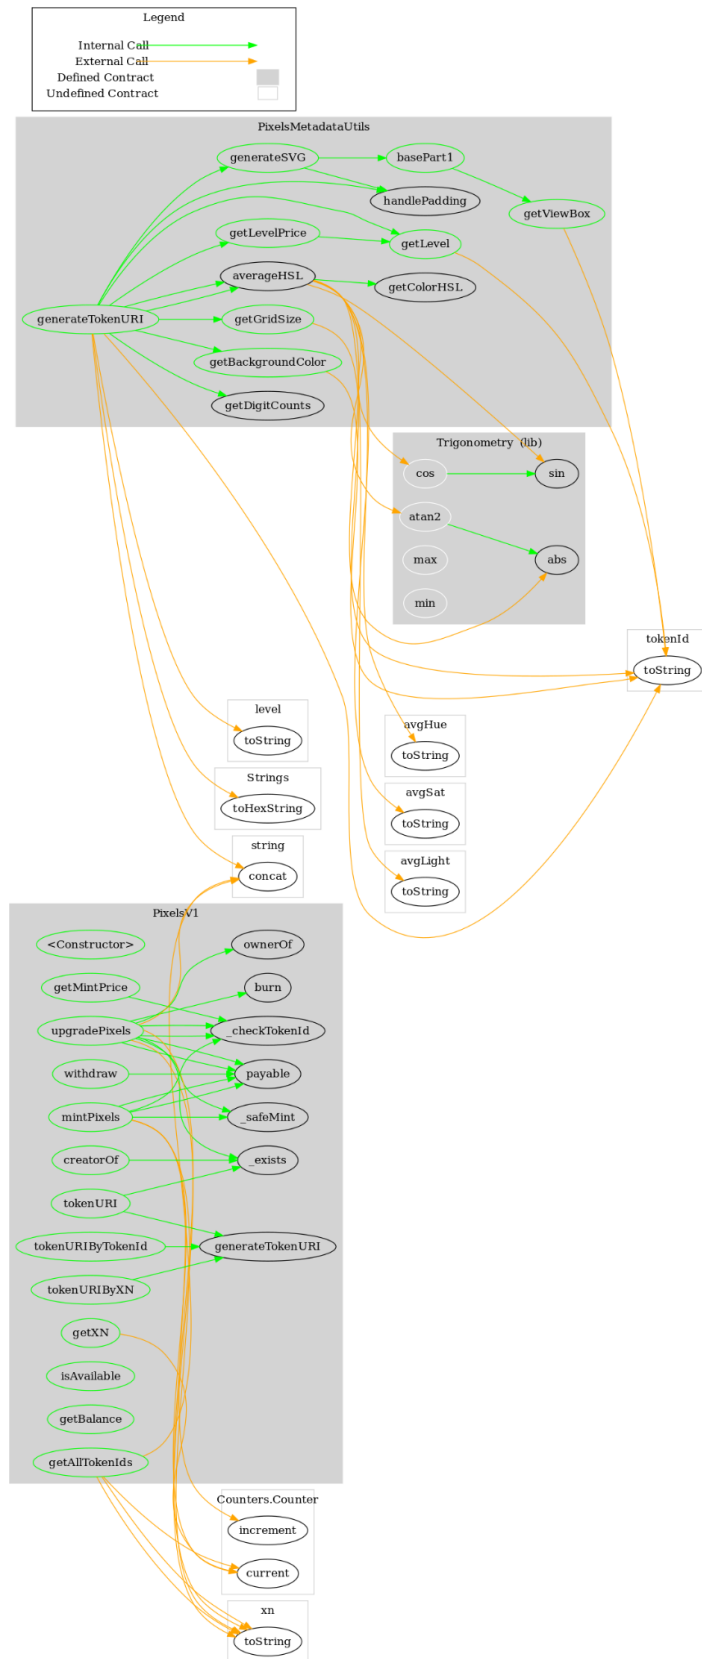 Legend
Internal Call
External Call
Defined Contract
Undefined Contract
PixelsMetadataUtils
generateSVG
basePart1
handlePadding
getViewBox
getLevelPrice
getLevel
averageHSL
getColorHSL
generateTokenURI
getGridSize
getBackgroundColor
getDigitCounts
Trigonometry (lib)
cos
sin
atan2
max
abs
min
tokenId
toString
level
toString
avgHue
toString
Strings
toHexString
avgSat
toString
string
concat
avgLight
toString
PixelsV1
<Constructor>
ownerOf
getMintPrice
burn
upgradePixels
_checkTokenId
withdraw
payable
mintPixels
_safeMint
creatorOf
_exists
tokenURI
tokenURIByTokenId
generateTokenURI
tokenURIByXN
getXN
isAvailable
getBalance
getAllTokenIds
Counters.Counter
increment
current
xn
toString